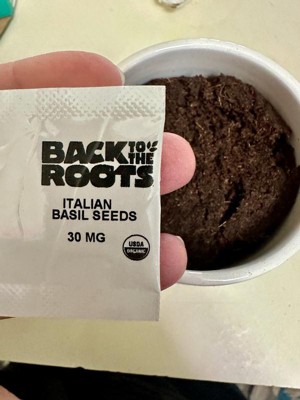 BACK TO THE
ROOTS
ITALIAN
BASIL SEEDS
30 MG
USDA
ORGANIC